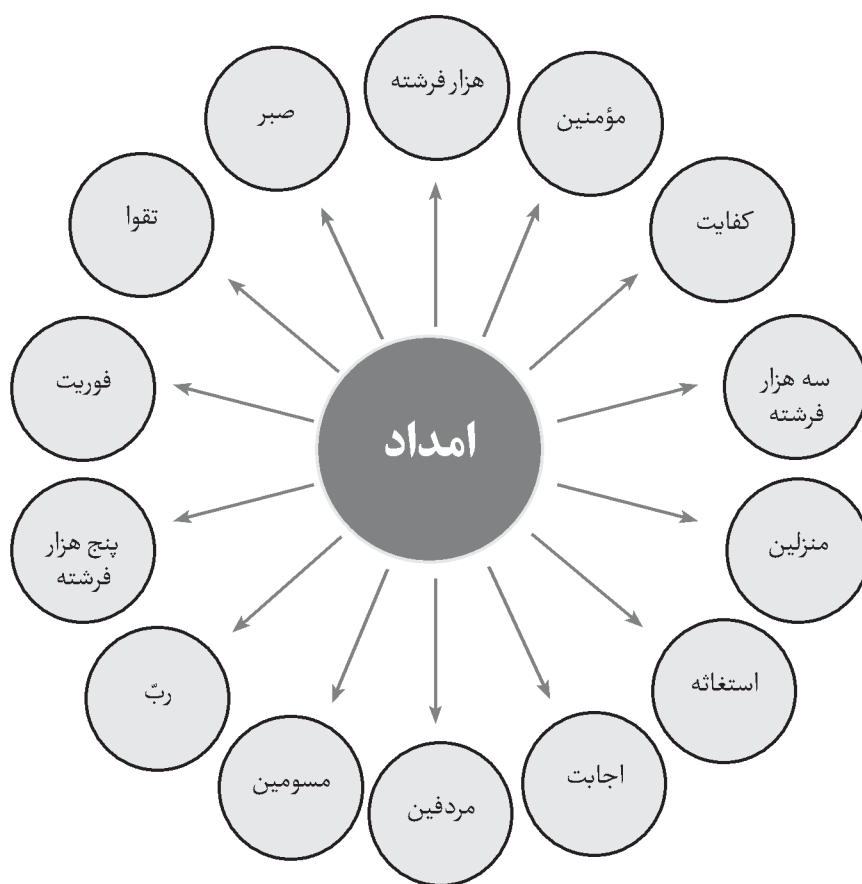 امداد
هزار فرشته
مؤمنین
کفایت
سه هزار
فرشته
منزلین
استغاثه
اجابت
مردفین
مسومین
ربّ
پنج هزار
فرشته
فوریت
تقوا
صبر